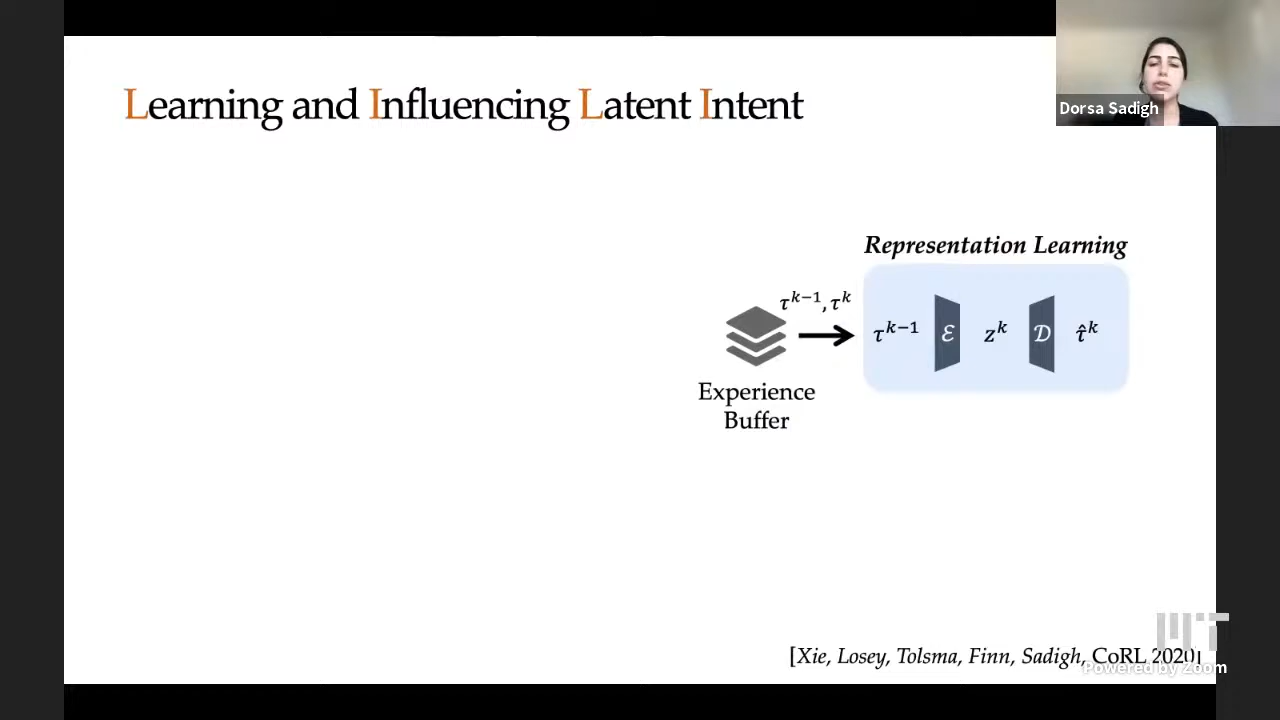 Learning and Influencing Latent Intent
Dorsa Sadigh
Representation Learning
τ^{k−1}, τ^k
τ^{k−1} ℰ z^k 𝒟 τ̂^k
Experience
Buffer
MIT
[Xie, Losey, Tolsma, Finn, Sadigh, CoRL 2020]
Powered by Zoom